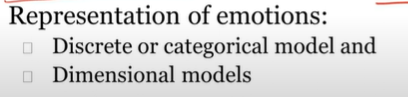 Representation of emotions:
Discrete or categorical model and
Dimensional models